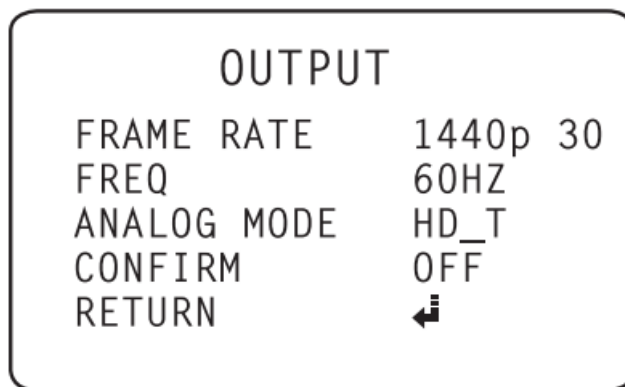 OUTPUT
FRAME RATE 1440p 30
FREQ 60HZ
ANALOG MODE HD_T
CONFIRM OFF
RETURN ↲